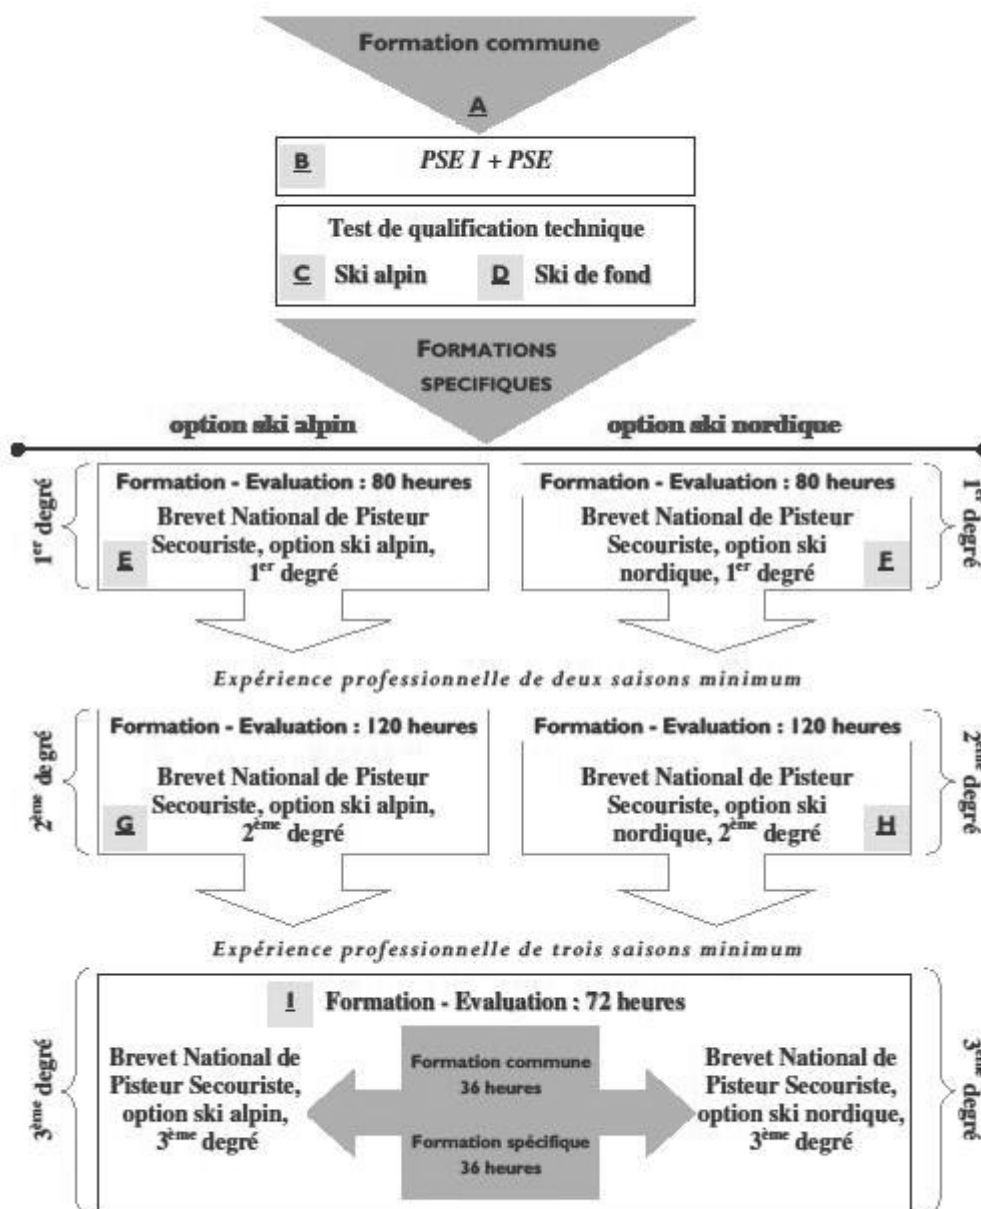 Formation commune
A
B PSE 1 + PSE
Test de qualification technique
C Ski alpin D Ski de fond
FORMATIONS
SPECIFIQUES
option ski alpin
option ski nordique
1er degré
Formation - Evaluation : 80 heures
Brevet National de Pisteur
Secouriste, option ski alpin,
E 1er degré
Formation - Evaluation : 80 heures
Brevet National de Pisteur
Secouriste, option ski
nordique, 1er degré F
1er degré
Expérience professionnelle de deux saisons minimum
2ème degré
Formation - Evaluation : 120 heures
Brevet National de Pisteur
Secouriste, option ski alpin,
G 2ème degré
Formation - Evaluation : 120 heures
Brevet National de Pisteur
Secouriste, option ski
nordique, 2ème degré H
2ème degré
Expérience professionnelle de trois saisons minimum
3ème degré
I Formation - Evaluation : 72 heures
Brevet National de
Pisteur Secouriste,
option ski alpin,
3ème degré
Formation commune
36 heures
Formation spécifique
36 heures
Brevet National de
Pisteur Secouriste,
option ski nordique,
3ème degré
3ème degré